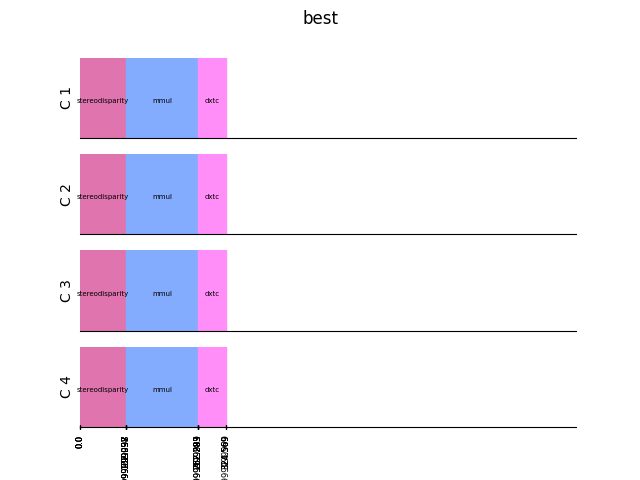 best
C 1
stereodisparity mmul dxtc
C 2
stereodisparity mmul dxtc
C 3
stereodisparity mmul dxtc
C 4
stereodisparity mmul dxtc
0.0